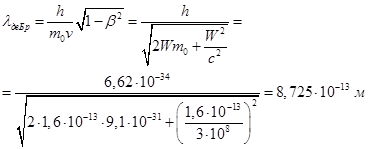 λ_деБр = h/(m₀v) √(1−β²) = h/√(2Wm₀ + W²/c²) =
= 6,62·10⁻³⁴/√(2·1,6·10⁻¹³·9,1·10⁻³¹ + (1,6·10⁻¹³/3·10⁸)²) = 8,725·10⁻¹³ м